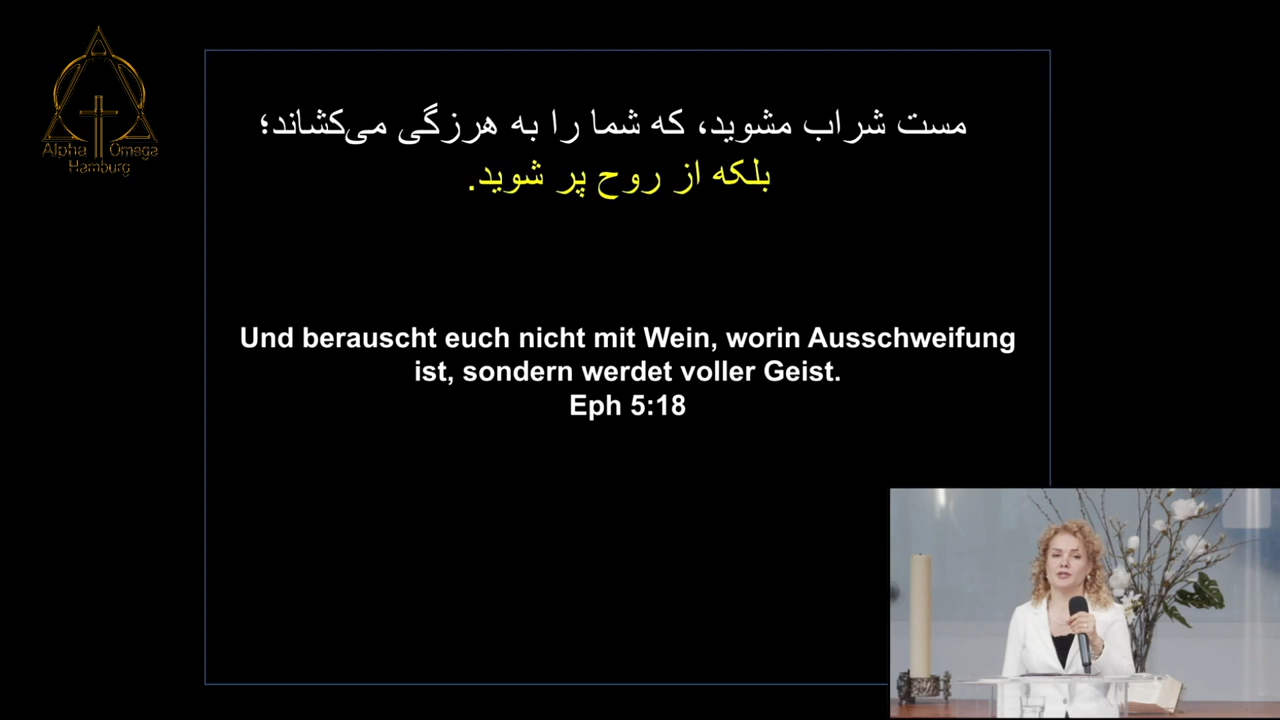 Alpha Omega
Hamburg
مست شراب مشوید، که شما را به هرزگی می‌کشاند؛
بلکه از روح پر شوید.
Und berauscht euch nicht mit Wein, worin Ausschweifung
ist, sondern werdet voller Geist.
Eph 5:18